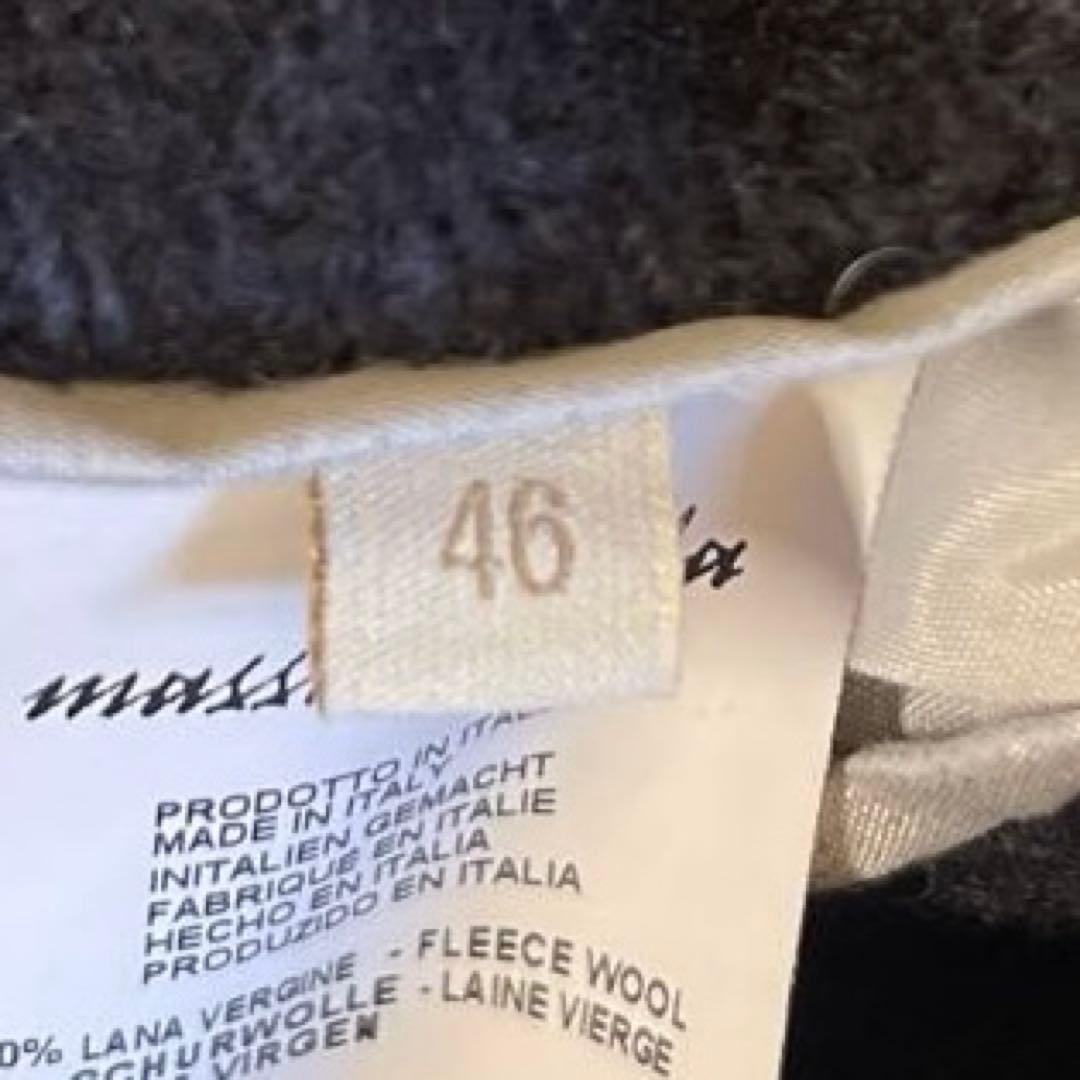 46
PRODOTTO IN
MADE IN ITALY
INITALIEN GEMACHT
FABRIQUE EN ITALIE
HECHO EN ITALIA
PRODUZIDO EN ITALIA
LANA VERGINE - FLEECE WOOL
- LAINE VIERGE
VIRGEN